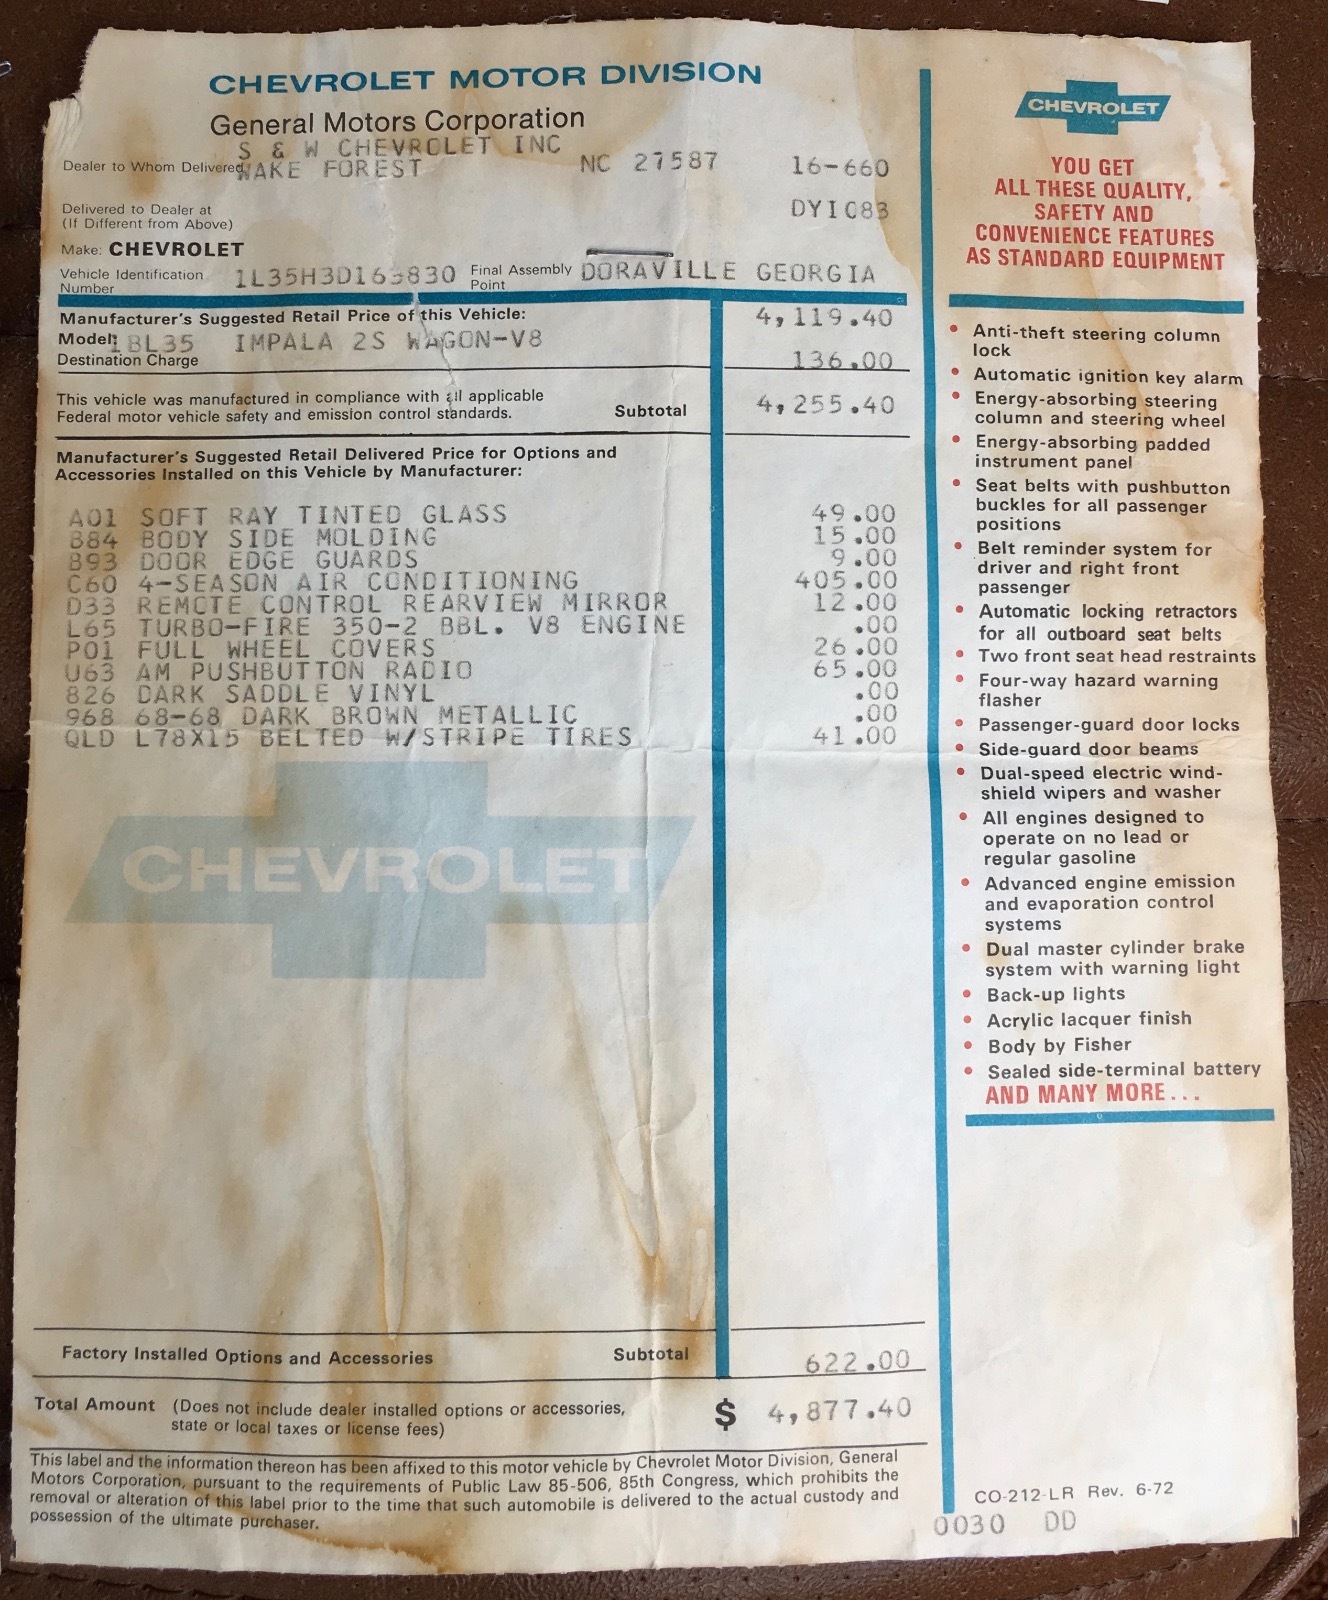 CHEVROLET MOTOR DIVISION
General Motors Corporation
S & W CHEVROLET INC
Dealer to Whom Delivered WAKE FOREST NC 27587 16-660
Delivered to Dealer at
(If Different from Above) DYI083
Make: CHEVROLET
Vehicle Identification
Number 1L35H3D165830 Final Assembly
Point DORAVILLE GEORGIA
Manufacturer's Suggested Retail Price of this Vehicle: 4,119.40
Model: 1BL35 IMPALA 2S WAGON-V8
Destination Charge 136.00
This vehicle was manufactured in compliance with all applicable
Federal motor vehicle safety and emission control standards. Subtotal 4,255.40
Manufacturer's Suggested Retail Delivered Price for Options and
Accessories Installed on this Vehicle by Manufacturer:
A01 SOFT RAY TINTED GLASS 49.00
B84 BODY SIDE MOLDING 15.00
B93 DOOR EDGE GUARDS 9.00
C60 4-SEASON AIR CONDITIONING 405.00
D33 REMOTE CONTROL REARVIEW MIRROR 12.00
L65 TURBO-FIRE 350-2 BBL. V8 ENGINE .00
P01 FULL WHEEL COVERS 26.00
U63 AM PUSHBUTTON RADIO 65.00
826 DARK SADDLE VINYL .00
968 68-68 DARK BROWN METALLIC .00
QLD L78X15 BELTED W/STRIPE TIRES 41.00
CHEVROLET
Factory Installed Options and Accessories Subtotal 622.00
Total Amount (Does not include dealer installed options or accessories,
state or local taxes or license fees) $ 4,877.40
This label and the information thereon has been affixed to this motor vehicle by Chevrolet Motor Division, General
Motors Corporation, pursuant to the requirements of Public Law 85-506, 85th Congress, which prohibits the
removal or alteration of this label prior to the time that such automobile is delivered to the actual custody and
possession of the ultimate purchaser.
CHEVROLET
YOU GET
ALL THESE QUALITY,
SAFETY AND
CONVENIENCE FEATURES
AS STANDARD EQUIPMENT
• Anti-theft steering column
lock
• Automatic ignition key alarm
• Energy-absorbing steering
column and steering wheel
• Energy-absorbing padded
instrument panel
• Seat belts with pushbutton
buckles for all passenger
positions
• Belt reminder system for
driver and right front
passenger
• Automatic locking retractors
for all outboard seat belts
• Two front seat head restraints
• Four-way hazard warning
flasher
• Passenger-guard door locks
• Side-guard door beams
• Dual-speed electric wind-
shield wipers and washer
• All engines designed to
operate on no lead or
regular gasoline
• Advanced engine emission
and evaporation control
systems
• Dual master cylinder brake
system with warning light
• Back-up lights
• Acrylic lacquer finish
• Body by Fisher
• Sealed side-terminal battery
AND MANY MORE...
CO-212-LR Rev. 6-72
0030 DD